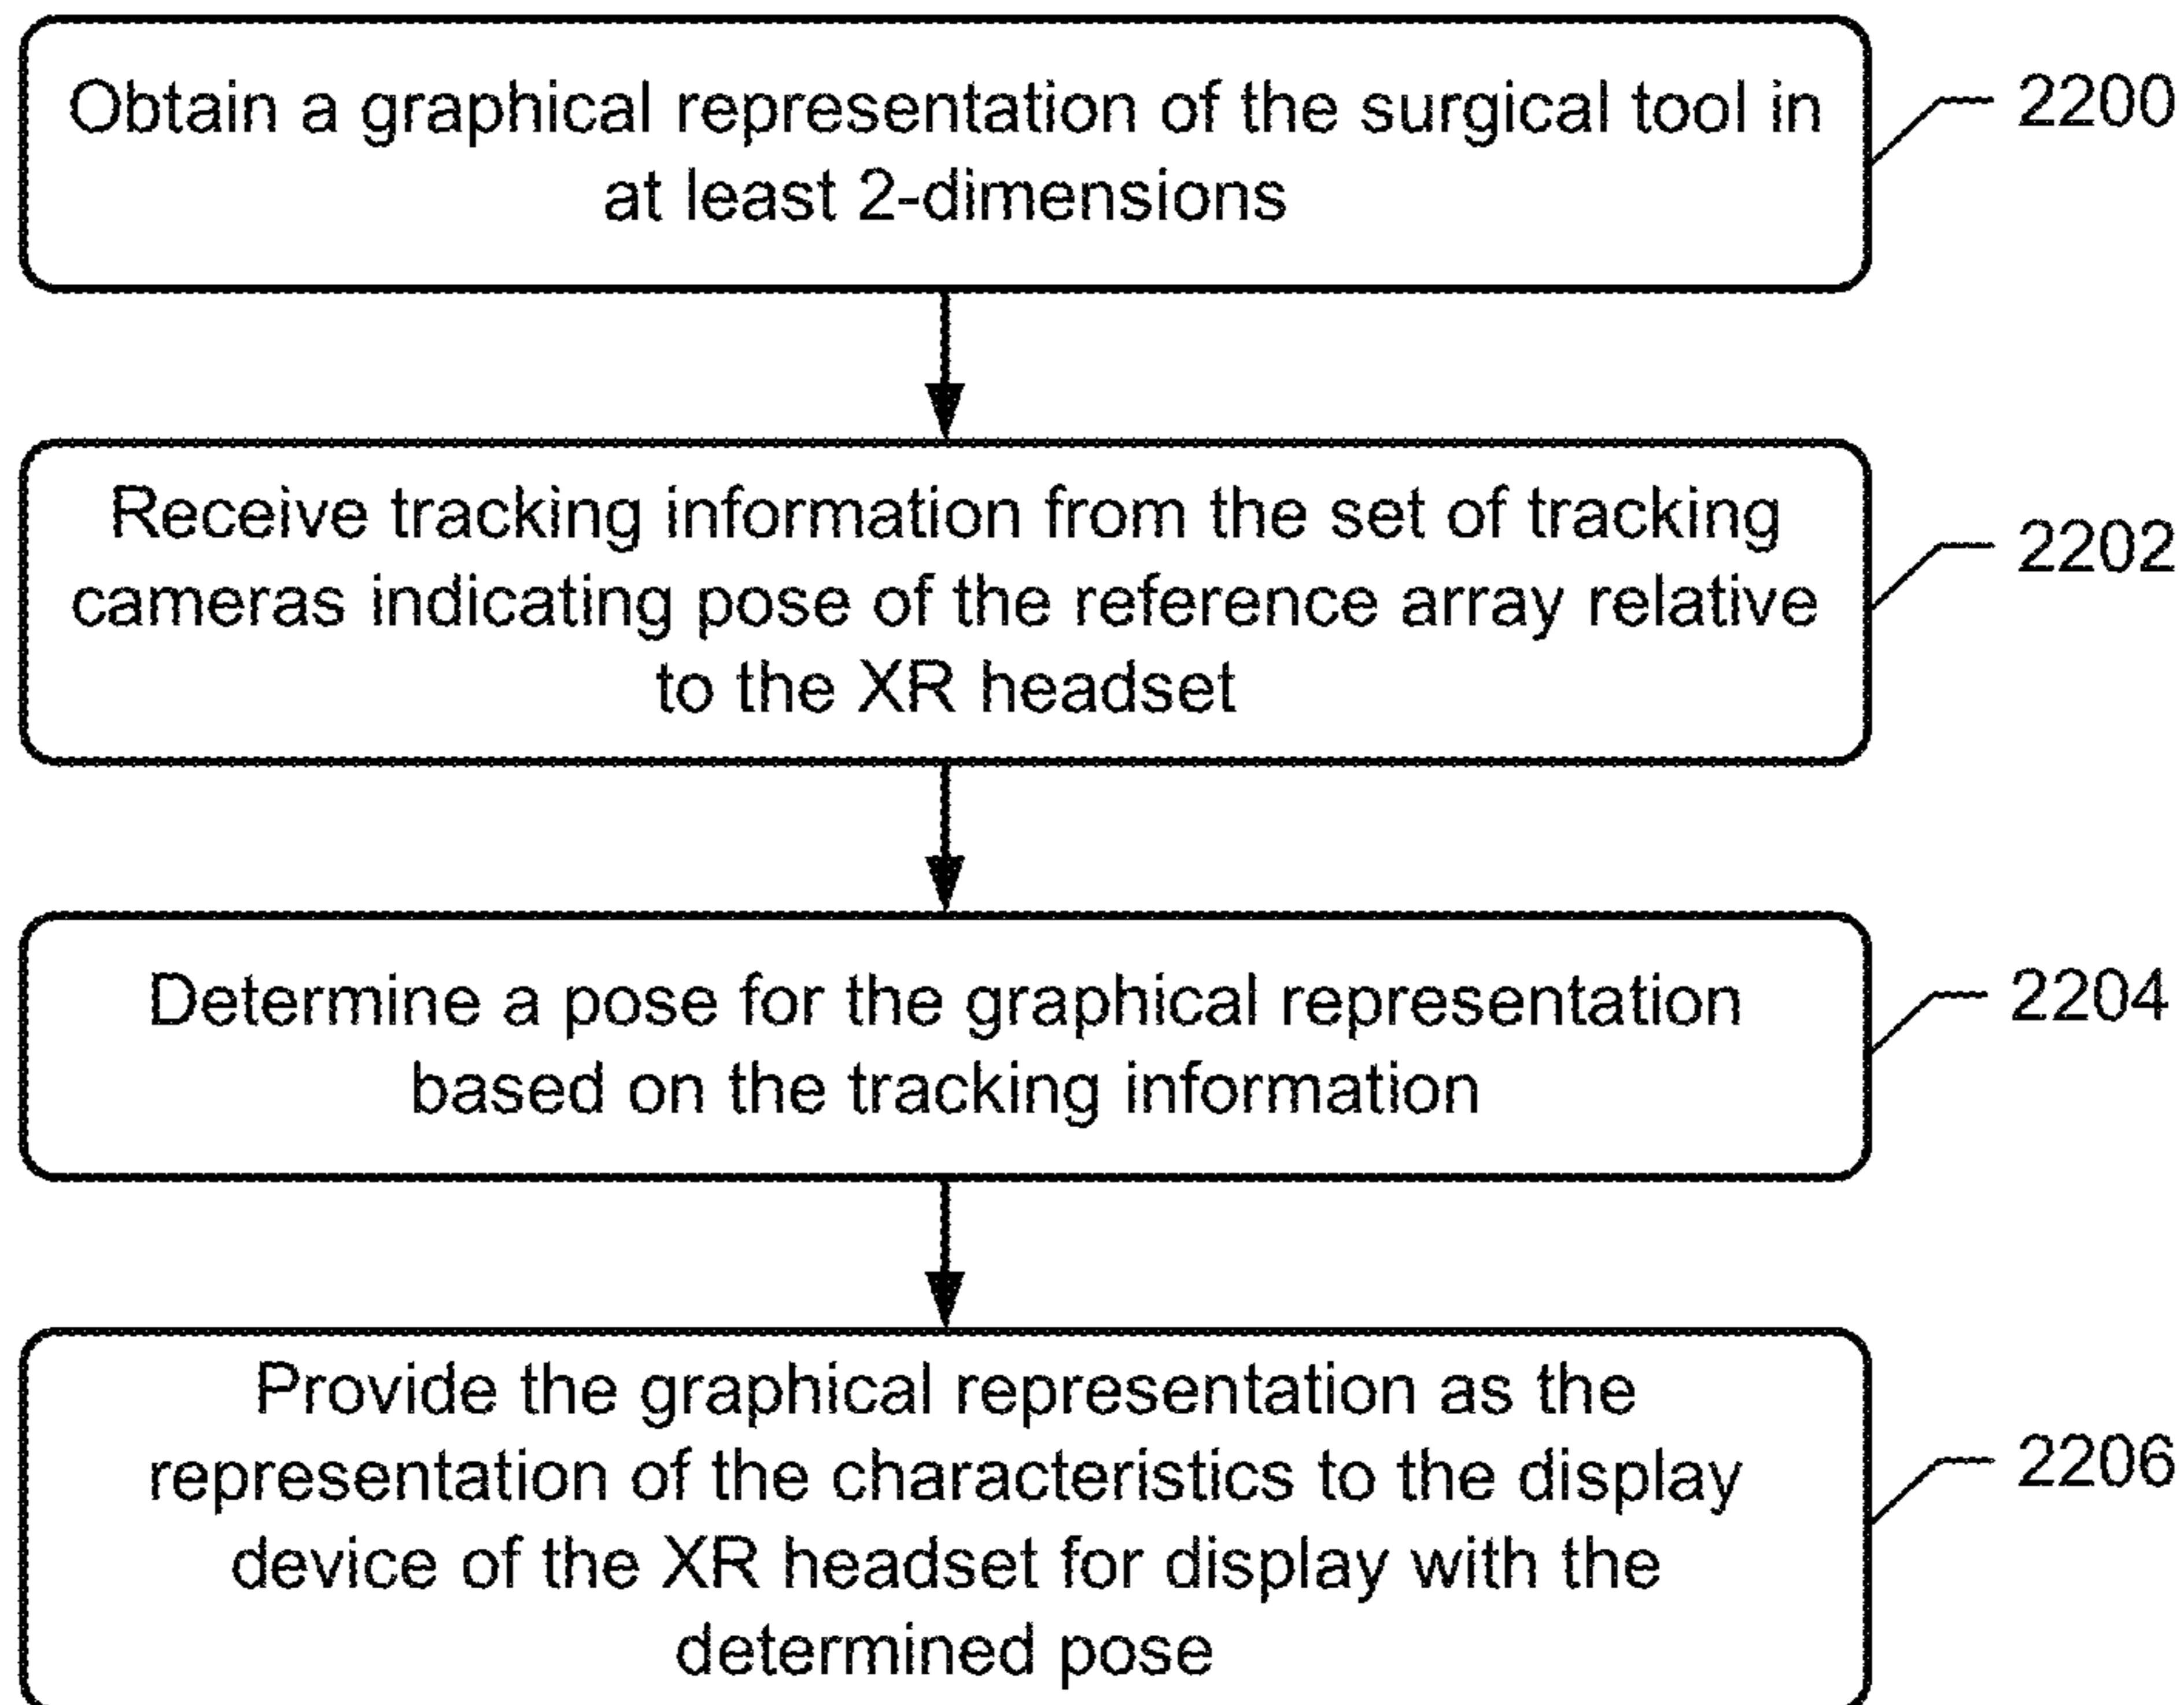 Obtain a graphical representation of the surgical tool in
at least 2-dimensions
2200
Receive tracking information from the set of tracking
cameras indicating pose of the reference array relative
to the XR headset
2202
Determine a pose for the graphical representation
based on the tracking information
2204
Provide the graphical representation as the
representation of the characteristics to the display
device of the XR headset for display with the
determined pose
2206